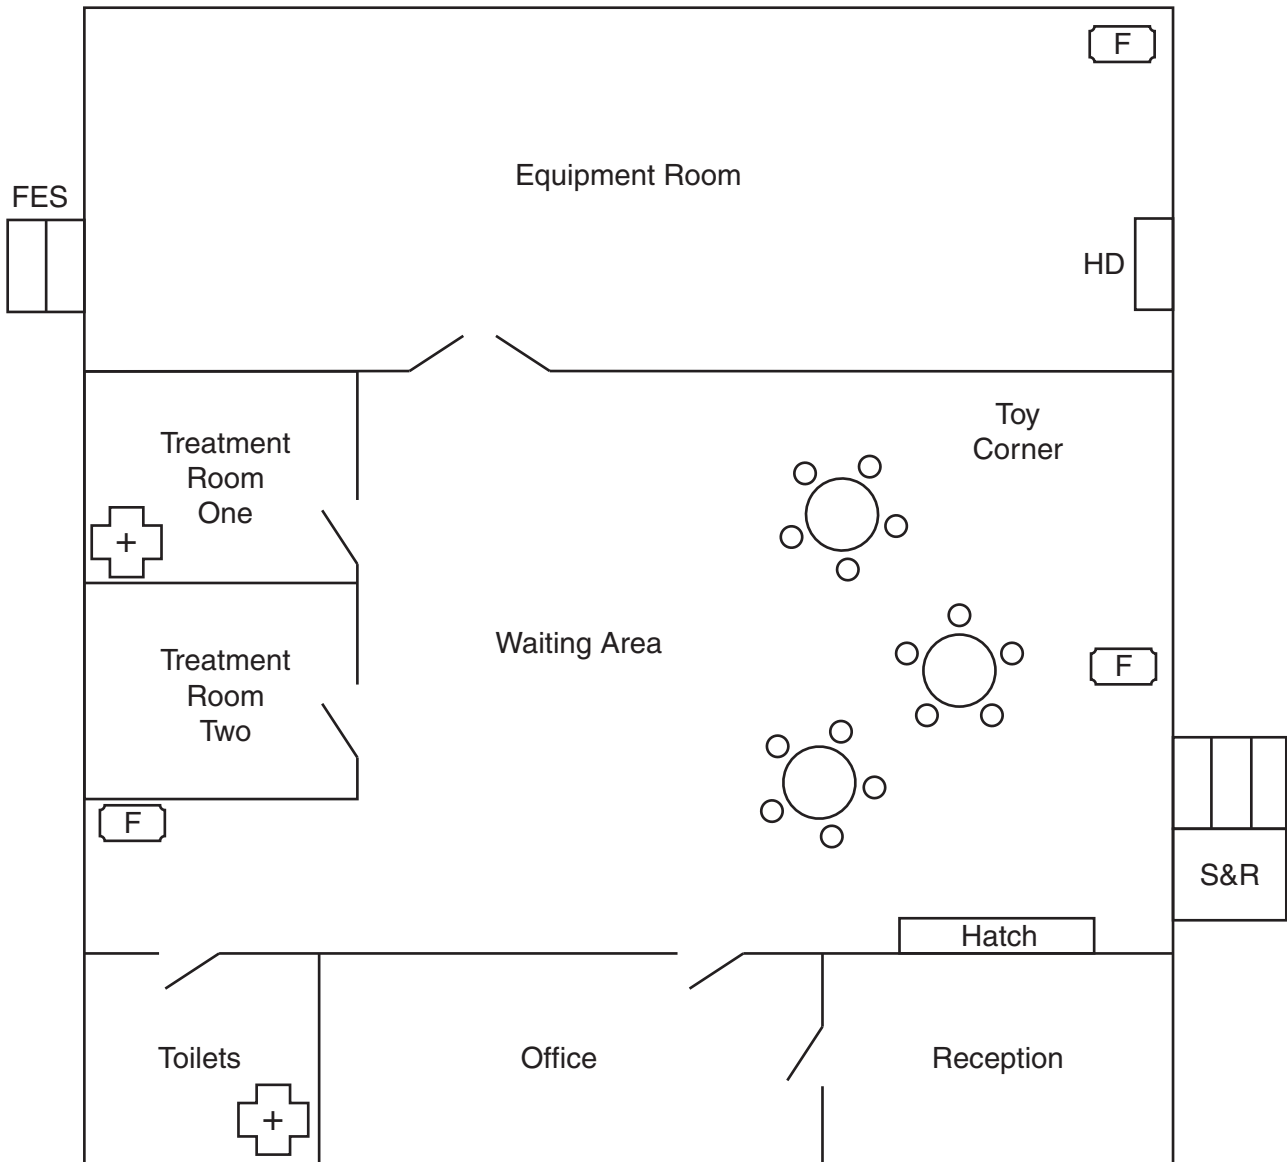 F
Equipment Room
FES
HD
Toy
Corner
Treatment
Room
One
+
Waiting Area
Treatment
Room
Two
F
F
S&R
Hatch
Toilets
Office
Reception
+